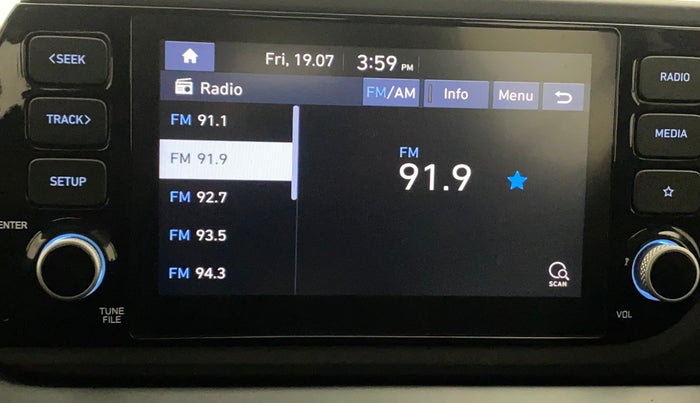 <SEEK
TRACK>
SETUP
ENTER
TUNE
FILE
Fri, 19.07 3:59 PM
Radio FM/AM Info Menu
FM 91.1
FM 91.9
FM 92.7
FM 93.5
FM 94.3
FM
91.9
SCAN
RADIO
MEDIA
VOL